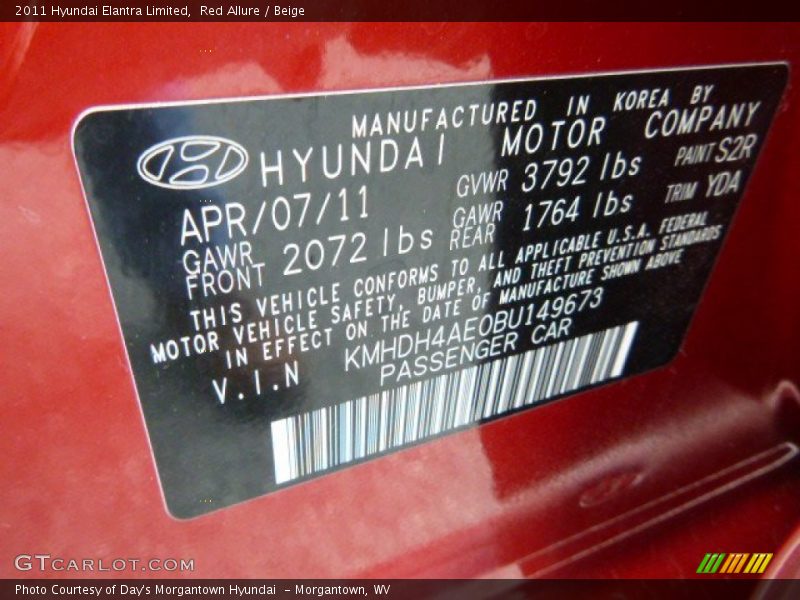 2011 Hyundai Elantra Limited, Red Allure / Beige
MANUFACTURED IN KOREA BY
HYUNDAI MOTOR COMPANY
APR/07/11 GVWR 3792 lbs PAINT S2R
GAWR FRONT 2072 lbs GAWR REAR 1764 lbs TRIM YDA
THIS VEHICLE CONFORMS TO ALL APPLICABLE U.S.A. FEDERAL
MOTOR VEHICLE SAFETY, BUMPER, AND THEFT PREVENTION STANDARDS
IN EFFECT ON THE DATE OF MANUFACTURE SHOWN ABOVE
V.I.N KMHDH4AE0BU149673
PASSENGER CAR
GTCARLOT.COM
Photo Courtesy of Day's Morgantown Hyundai - Morgantown, WV